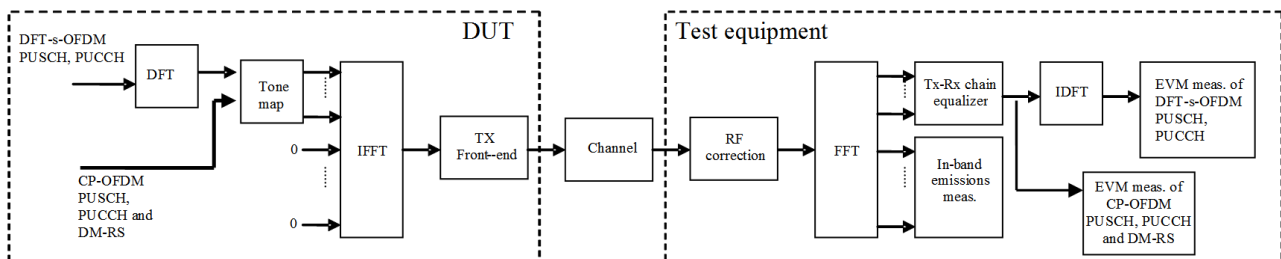 DUT
DFT-s-OFDM
PUSCH, PUCCH
DFT
Tone
map
CP-OFDM
PUSCH,
PUCCH and
DM-RS
0
0
IFFT
TX
Front--end
Channel
Test equipment
RF
correction
FFT
Tx-Rx chain
equalizer
In-band
emissions
meas.
IDFT
EVM meas. of
DFT-s-OFDM
PUSCH,
PUCCH
EVM meas. of
CP-OFDM
PUSCH, PUCCH
and DM-RS